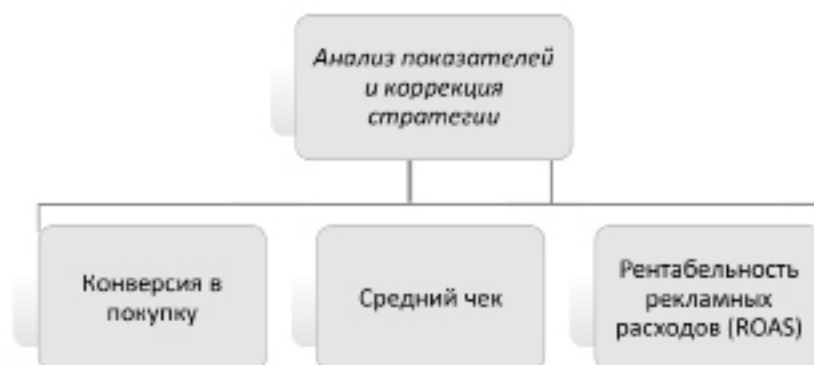 Анализ показателей
и коррекция
стратегии
Конверсия в
покупку
Средний чек
Рентабельность
рекламных
расходов (ROAS)